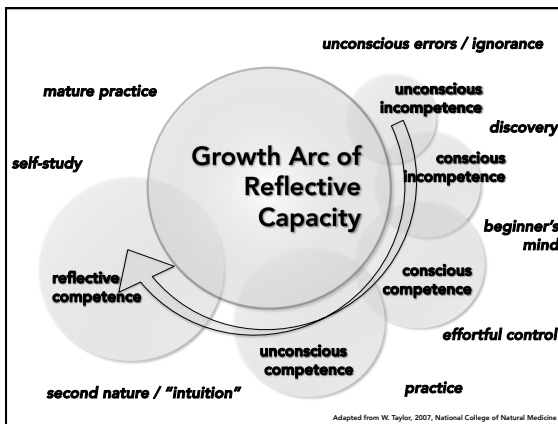 unconscious errors / ignorance
mature practice
unconscious
incompetence
discovery
Growth Arc of
Reflective
Capacity
conscious
incompetence
self-study
beginner's
mind
reflective
competence
conscious
competence
effortful control
unconscious
competence
second nature / "intuition"
practice
Adapted from W. Taylor, 2007, National College of Natural Medicine